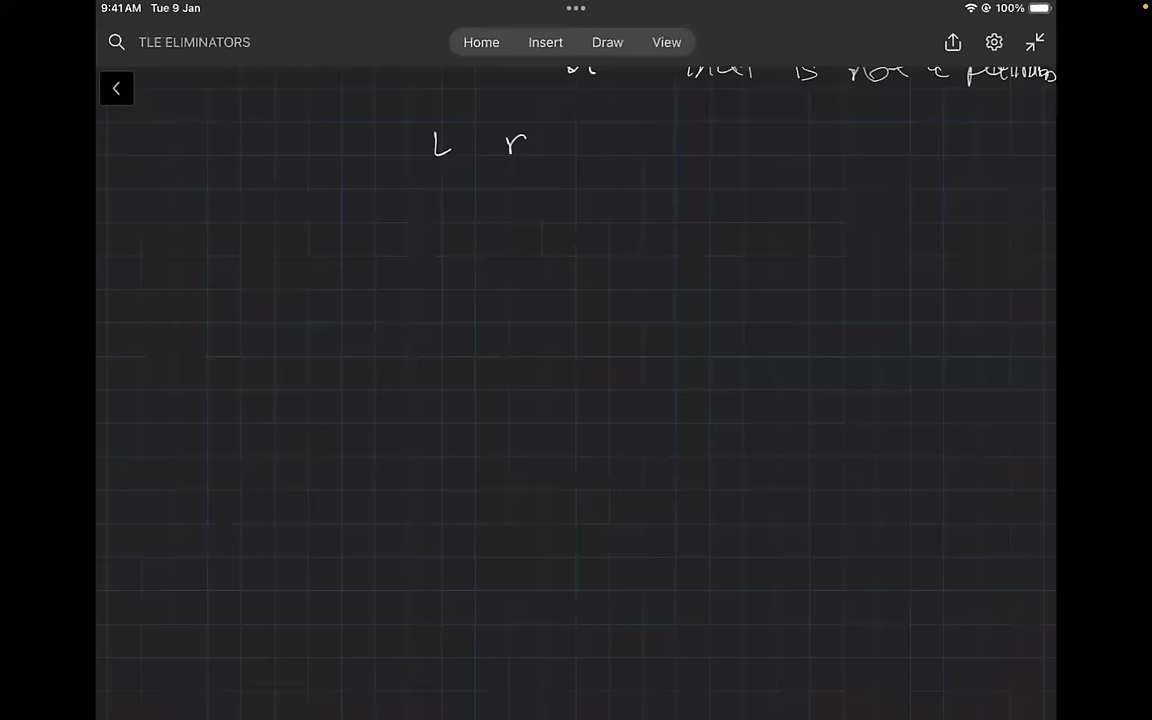 9:41 AM Tue 9 Jan 100%
TLE ELIMINATORS Home Insert Draw View
is not a
L r